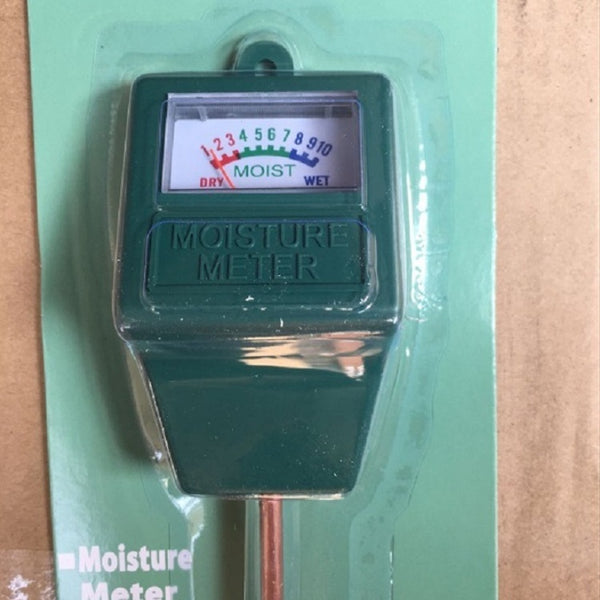 1 2 3 4 5 6 7 8 9 10
MOIST
DRY WET
MOISTURE
METER
Moisture
Meter